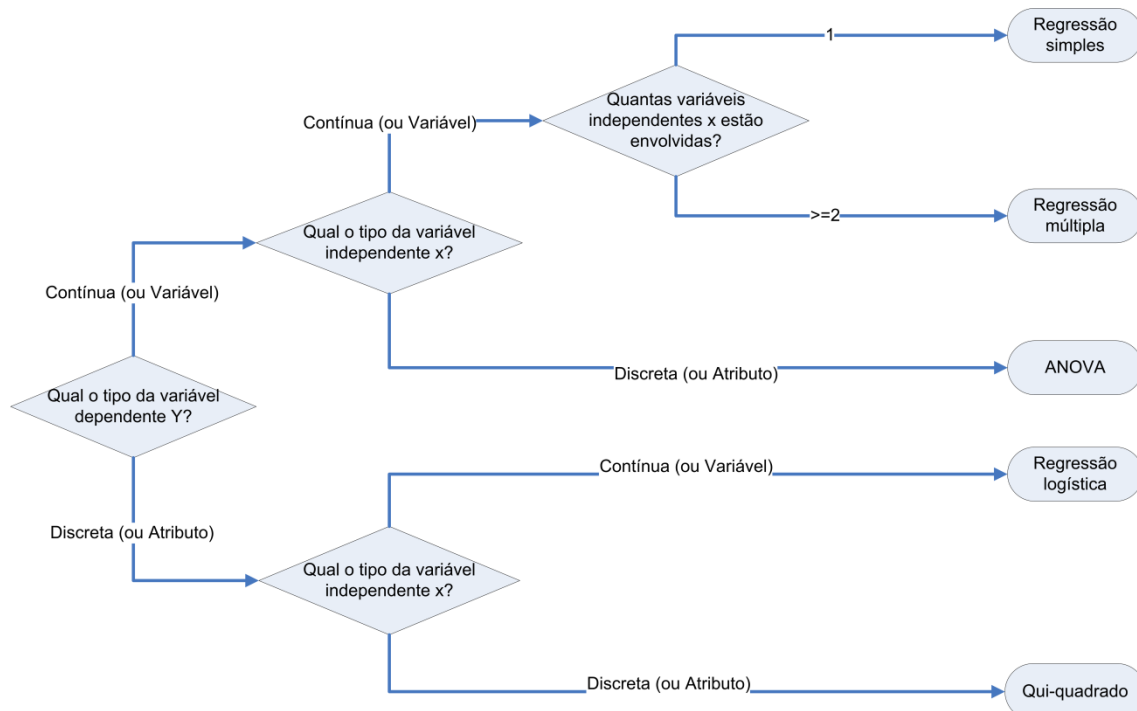 1
Regressão
simples
Quantas variáveis
independentes x estão
envolvidas?
Contínua (ou Variável)
>=2
Regressão
múltipla
Qual o tipo da variável
independente x?
Contínua (ou Variável)
Discreta (ou Atributo)
ANOVA
Qual o tipo da variável
dependente Y?
Contínua (ou Variável)
Regressão
logística
Discreta (ou Atributo)
Qual o tipo da variável
independente x?
Discreta (ou Atributo)
Qui-quadrado